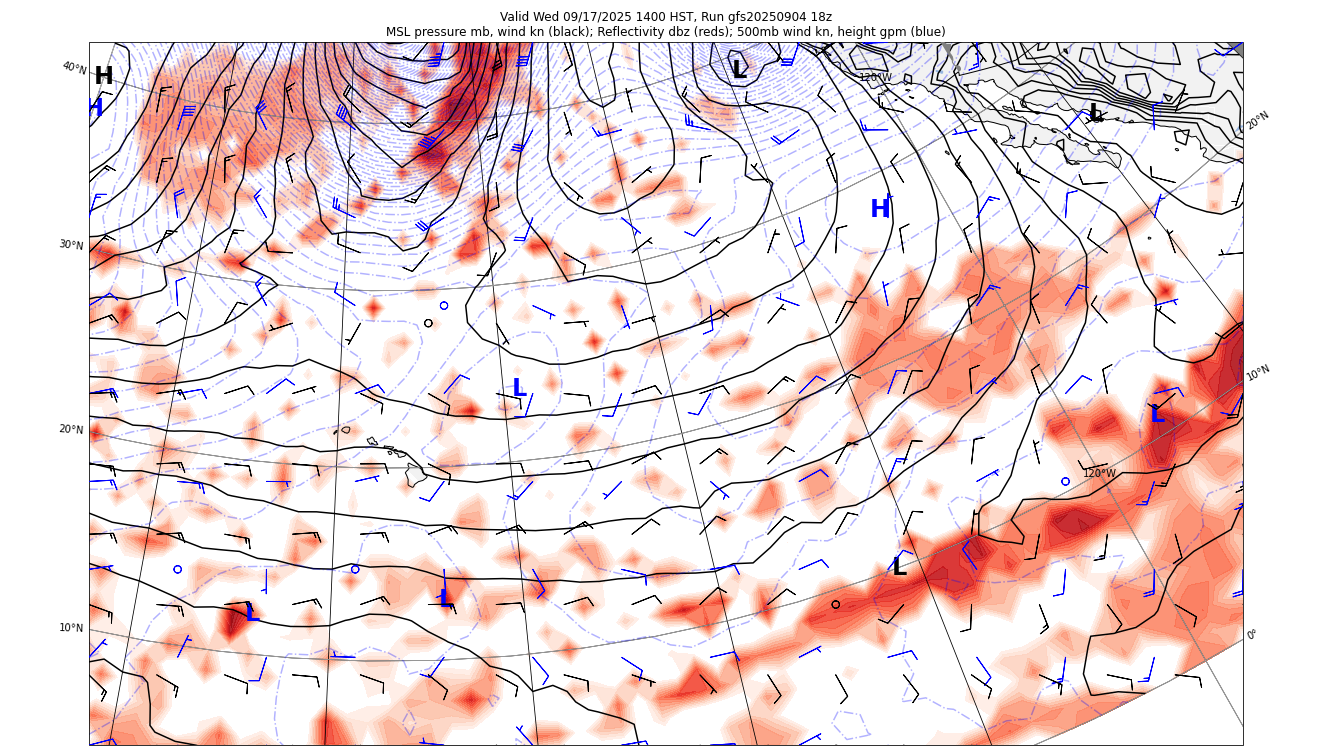 Valid Wed 09/17/2025 1400 HST, Run gfs20250904 18z
MSL pressure mb, wind kn (black); Reflectivity dbz (reds); 500mb wind kn, height gpm (blue)
40°N
H
H
L
120°W
L
20°N
H
30°N
10°N
L
L
20°N
120°W
L
L
L
10°N
0°